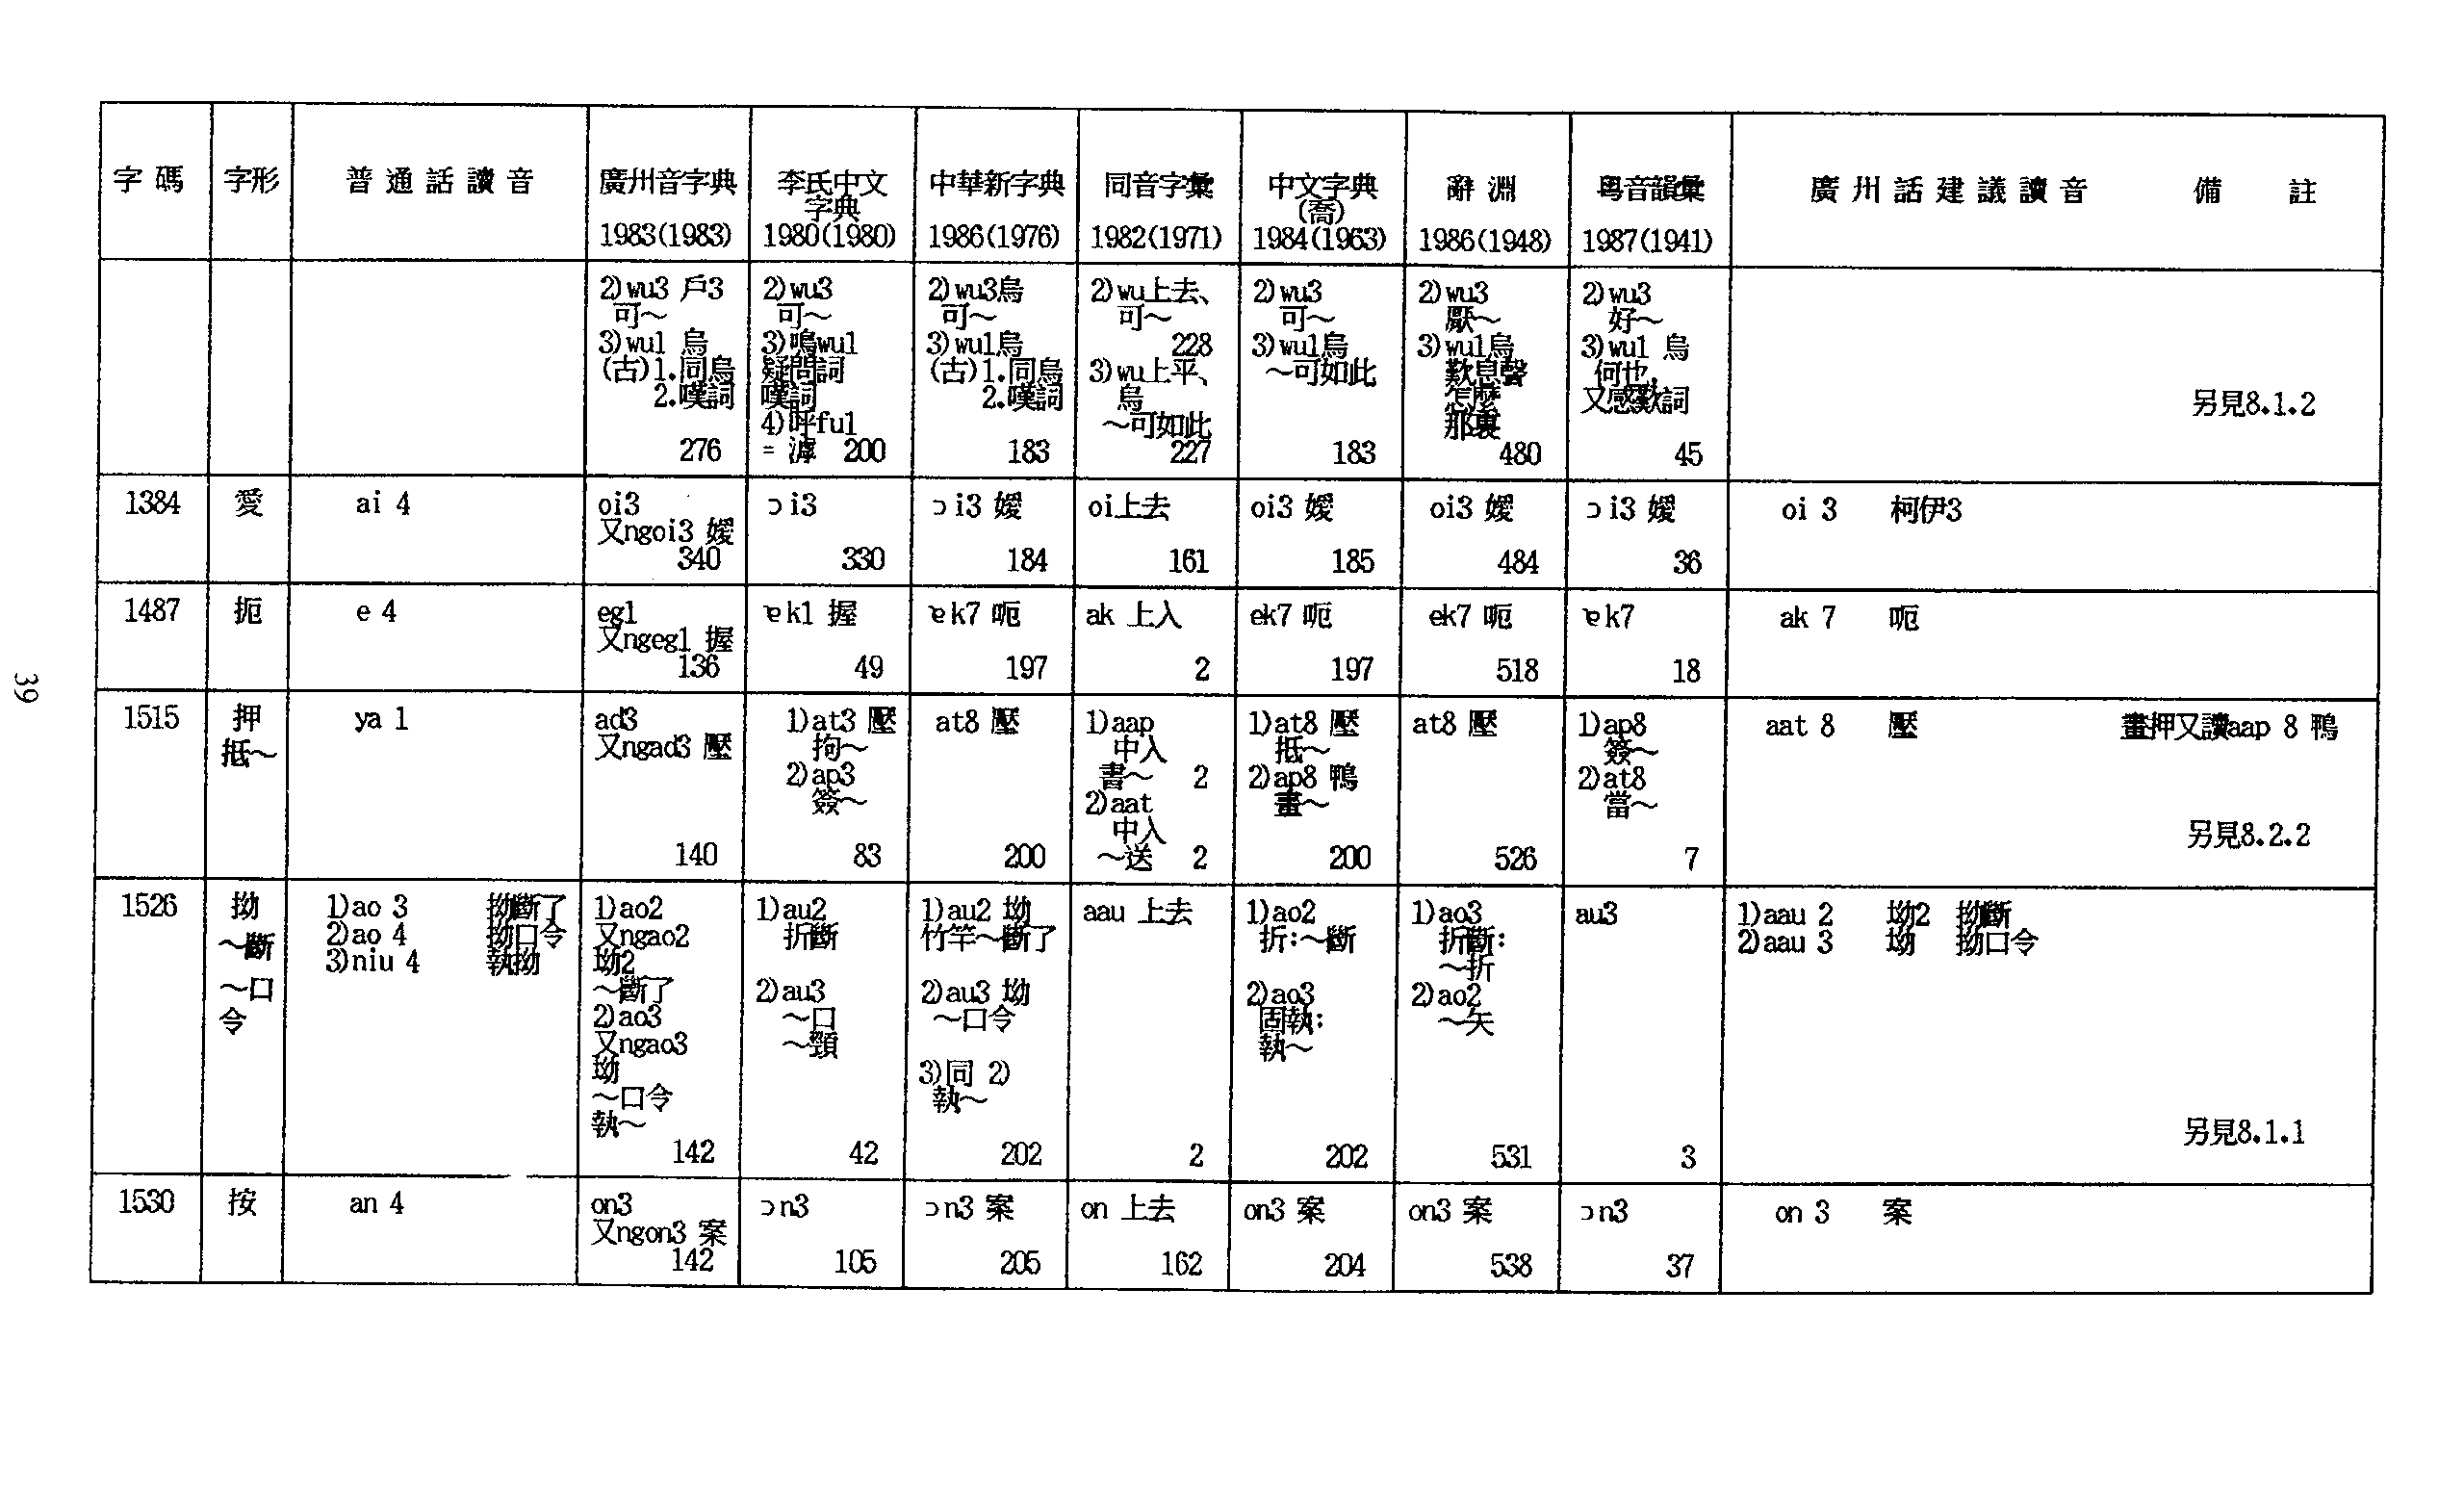 字碼 字形 普通話讀音 廣州音字典 1983(1983) 李氏中文字典 1980(1980) 中華新字典 1986(1976) 同音字彙 1982(1971) 中文字典(喬) 1984(1963) 辭淵 1986(1948) 粵音韻彙 1987(1941) 廣州話建議讀音 備註
2)wu3 戶3
可～
3)wu1 烏
(古)1.同烏
2.嘆詞
276
2)wu3
可～
3)嗚wu1
疑問詞
嘆詞
4)呼fu1
= 滹 200
2)wu3烏
可～
3)wu1烏
(古)1.同烏
2.嘆詞
183
2)wu上去、
可～
228
3)wu上平、
烏
～可如此
227
2)wu3
可～
3)wu1烏
～可如此
183
2)wu3
厭～
3)wu1烏
歎息聲
怎麼
那裏
480
2)wu3
好～
3)wu1 烏
何也,
又感歎詞
45
另見8.1.2
1384
愛
ai 4
oi3
又ngoi3 嬡
340
ɔi3
330
ɔi3 嬡
184
oi上去
161
oi3 嬡
185
oi3 嬡
484
ɔi3 嬡
36
oi 3 柯伊3
1487
扼
e 4
eg1
又ngeg1 握
136
ɐk1 握
49
ɐk7 呃
197
ak 上入
2
ek7 呃
197
ek7 呃
518
ɐk7
18
ak 7 呃
1515
押
抵～
ya 1
ad3
又ngad3 壓
140
1)at3 壓
拘～
2)ap3
簽～
83
at8 壓
200
1)aap
中入
書～ 2
2)aat
中入
～送 2
1)at8 壓
抵～
2)ap8 鴨
畫～
200
at8 壓
526
1)ap8
簽～
2)at8
當～
7
aat 8 壓
畫押又讀aap 8 鴨
另見8.2.2
1526
拗
～斷
～口
令
1)ao 3 拗斷了
2)ao 4 拗口令
3)niu 4 執拗
1)ao2
又ngao2
坳2
～斷了
2)ao3
又ngao3
坳
～口令
執～
142
1)au2
折斷
2)au3
～口
～頸
42
1)au2 坳
竹竿～斷了
2)au3 坳
～口令
3)同 2)
執～
202
aau 上去
2
1)ao2
折:～斷
2)ao3
固執:
執～
202
1)ao3
折斷:
～折
2)ao2
～矢
531
au3
3
1)aau 2 坳2 拗斷
2)aau 3 坳 拗口令
另見8.1.1
1530
按
an 4
on3
又ngon3 案
142
ɔn3
105
ɔn3 案
205
on 上去
162
on3 案
204
on3 案
538
ɔn3
37
on 3 案
39